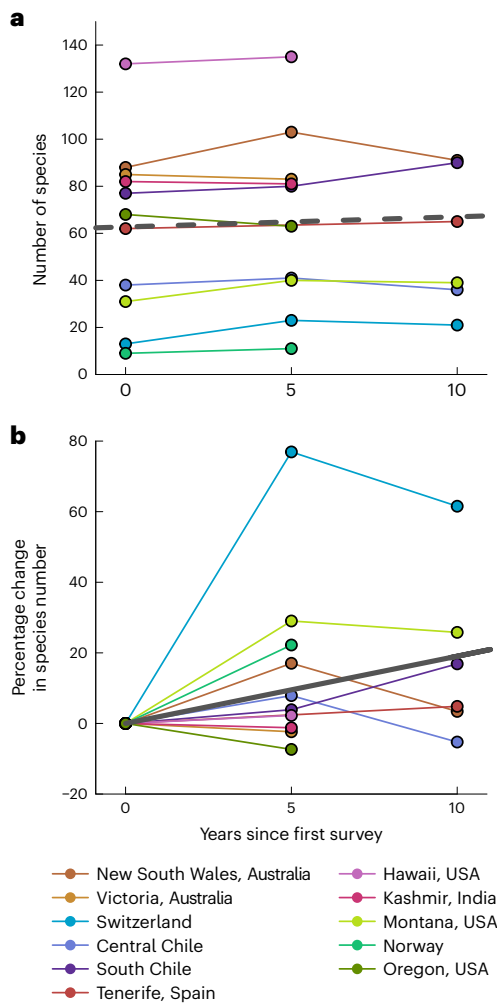 a
140
120
100
80
60
40
20
0
Number of species
0 5 10
b
80
60
40
20
0
−20
Percentage change
in species number
0 5 10
Years since first survey
New South Wales, Australia
Victoria, Australia
Switzerland
Central Chile
South Chile
Tenerife, Spain
Hawaii, USA
Kashmir, India
Montana, USA
Norway
Oregon, USA